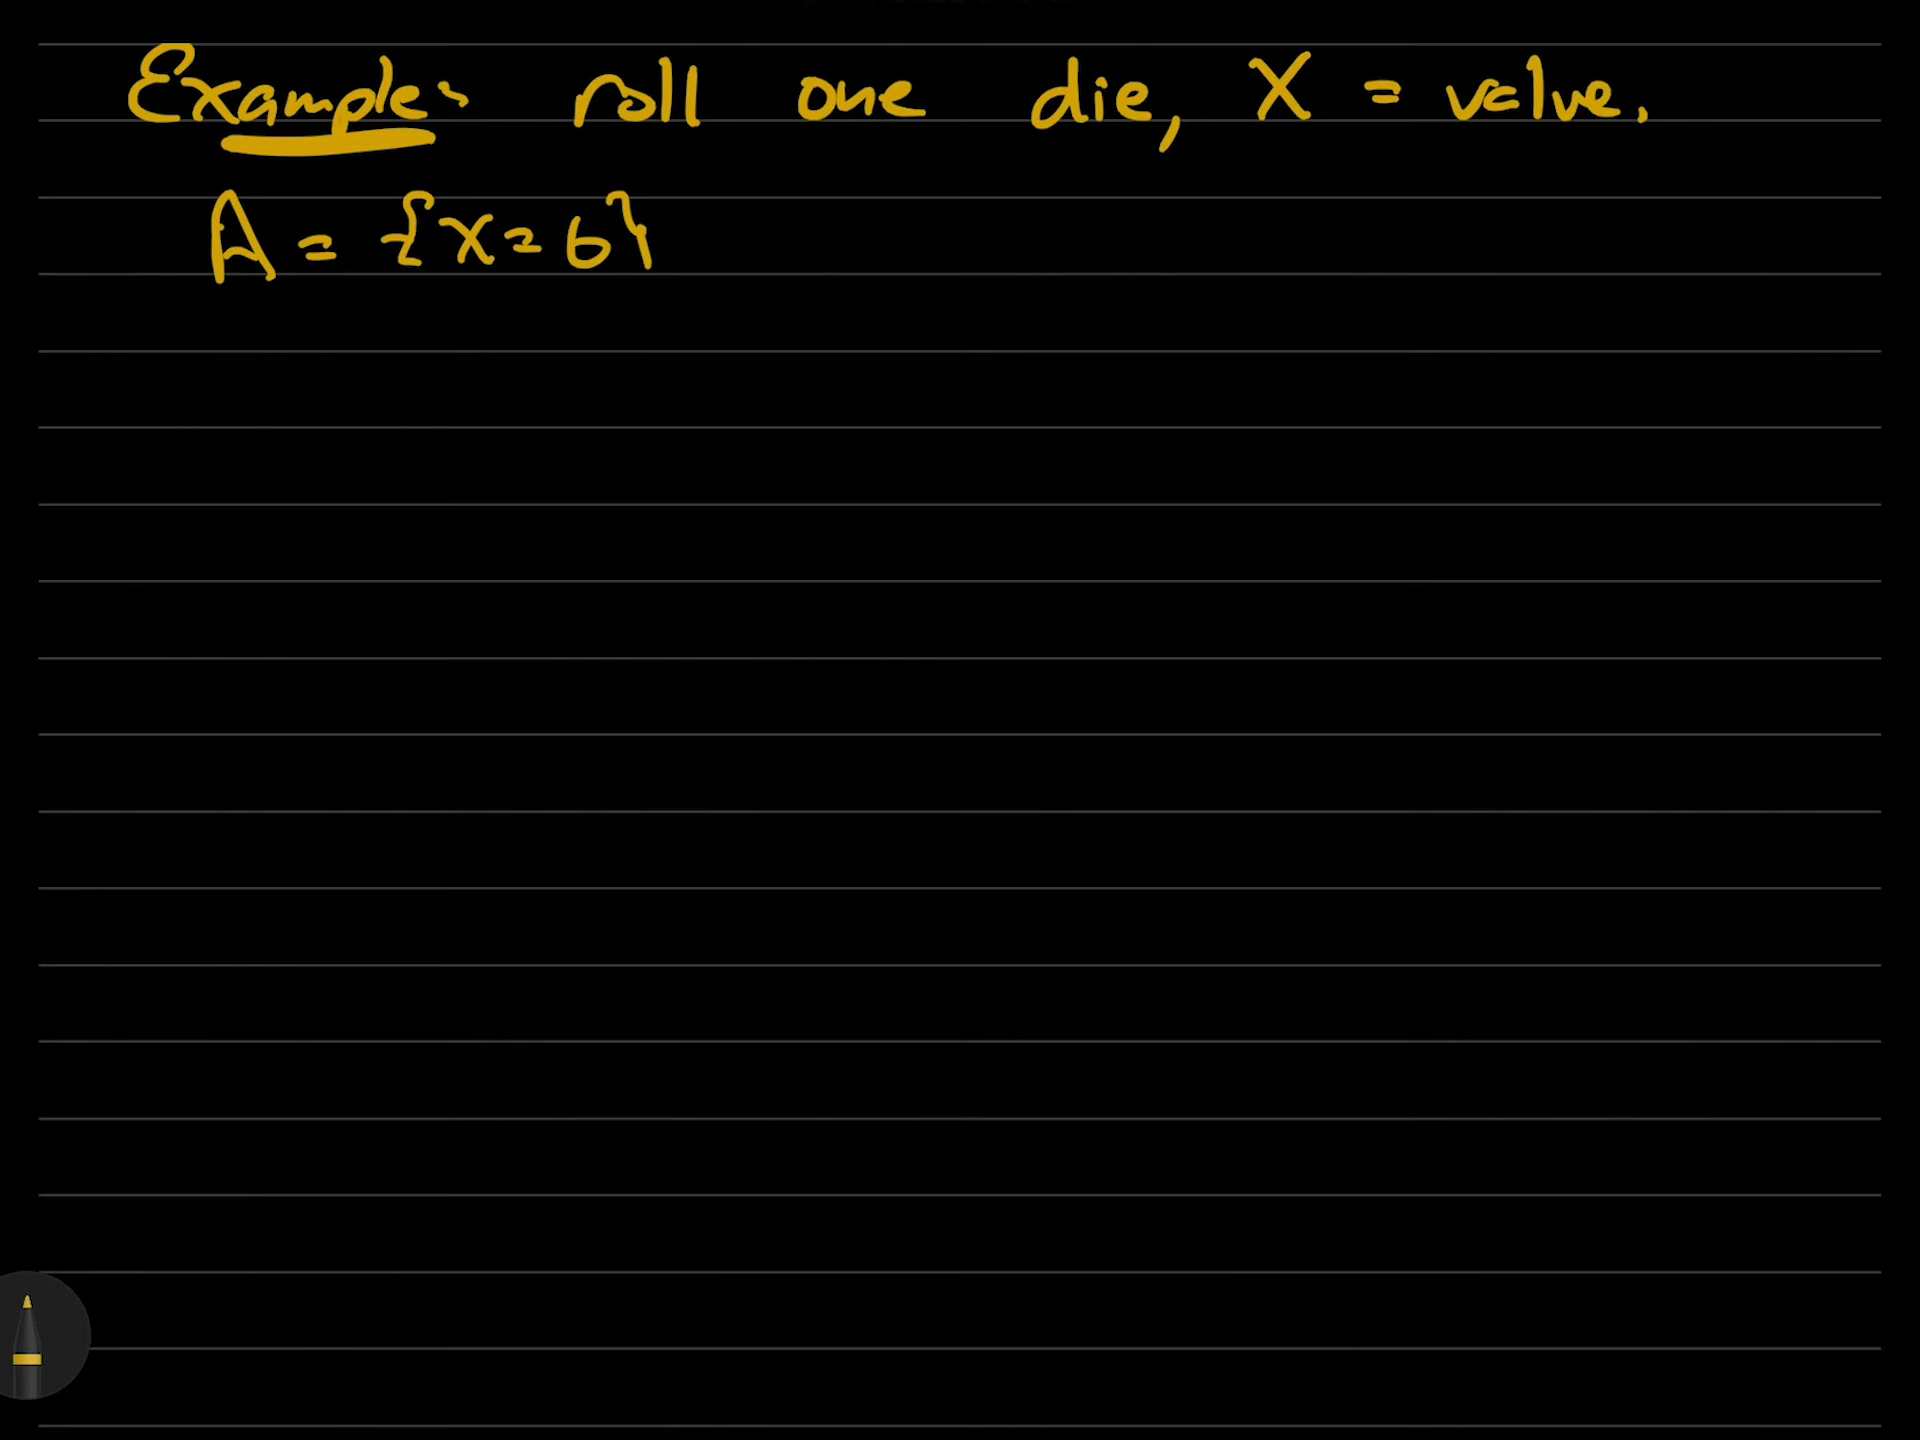 Example: roll one die, X = value.
A = {X = 6}